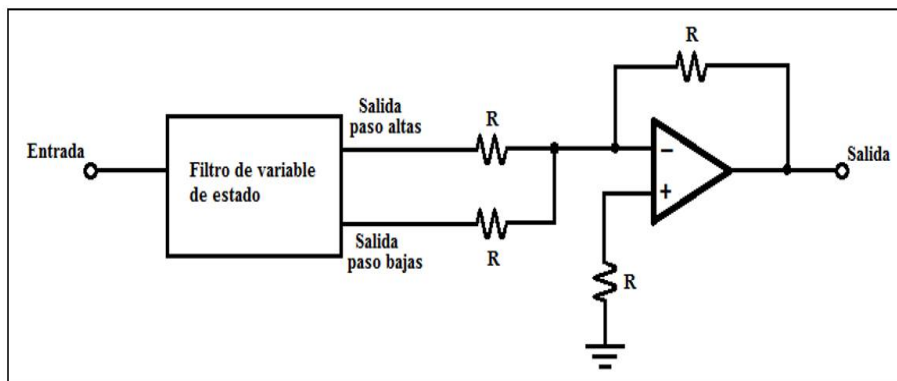 R
Salida
paso altas
R
Entrada
Filtro de variable
de estado
−
+
Salida
Salida
paso bajas
R
R